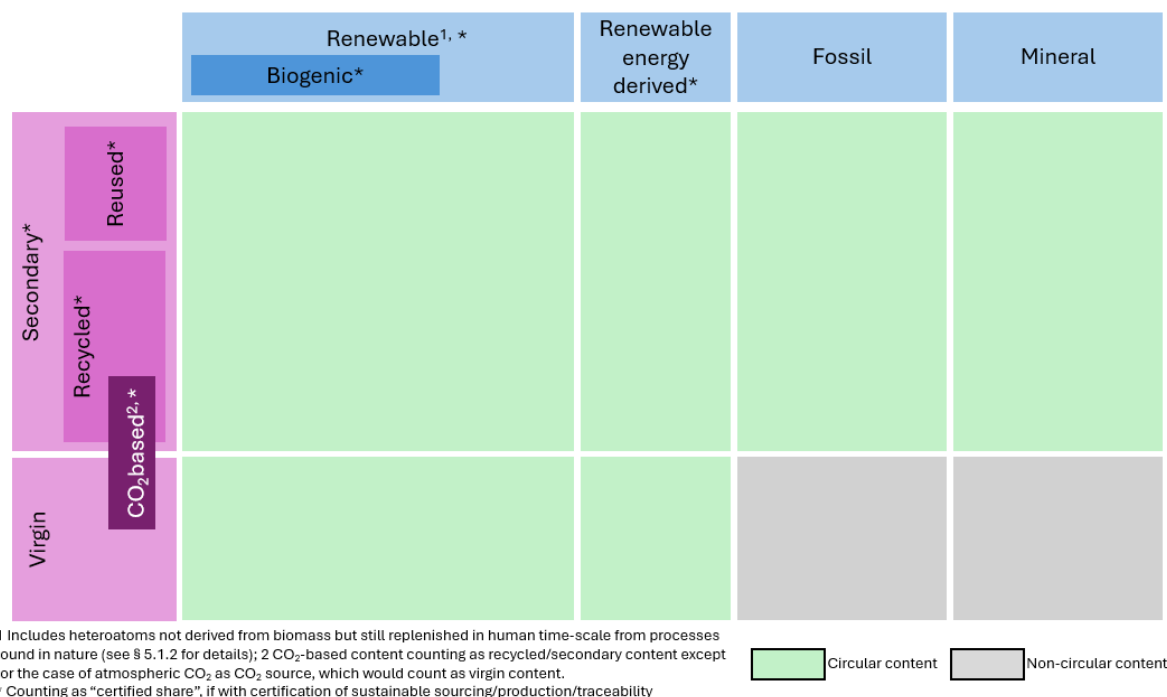 Renewable¹, *
Biogenic*
Renewable
energy
derived*
Fossil
Mineral
Secondary*
Reused*
Recycled*
CO₂based², *
Virgin
Includes heteroatoms not derived from biomass but still replenished in human time-scale from processes
ound in nature (see § 5.1.2 for details); 2 CO₂-based content counting as recycled/secondary content except
or the case of atmospheric CO₂ as CO₂ source, which would count as virgin content.
* Counting as “certified share”, if with certification of sustainable sourcing/production/traceability
Circular content
Non-circular content